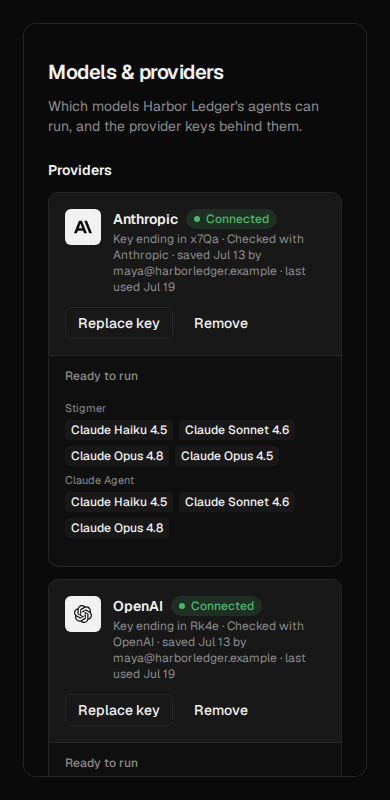 Models & providers
Which models Harbor Ledger's agents can
run, and the provider keys behind them.
Providers
Anthropic
Connected
Key ending in x7Qa · Checked with
Anthropic · saved Jul 13 by
maya@harborledger.example · last
used Jul 19
Replace key
Remove
Ready to run
Stigmer
Claude Haiku 4.5
Claude Sonnet 4.6
Claude Opus 4.8
Claude Opus 4.5
Claude Agent
Claude Haiku 4.5
Claude Sonnet 4.6
Claude Opus 4.8
OpenAI
Connected
Key ending in Rk4e · Checked with
OpenAI · saved Jul 13 by
maya@harborledger.example · last
used Jul 19
Replace key
Remove
Ready to run